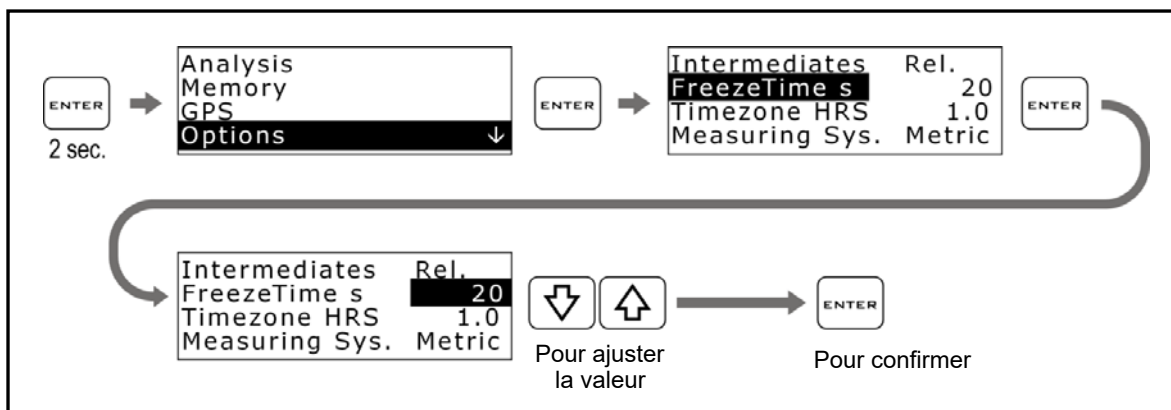 ENTER
2 sec.
Analysis
Memory
GPS
Options ↓
ENTER
Intermediates Rel.
FreezeTime s 20
Timezone HRS 1.0
Measuring Sys. Metric
ENTER
Intermediates Rel.
FreezeTime s 20
Timezone HRS 1.0
Measuring Sys. Metric
Pour ajuster
la valeur
ENTER
Pour confirmer